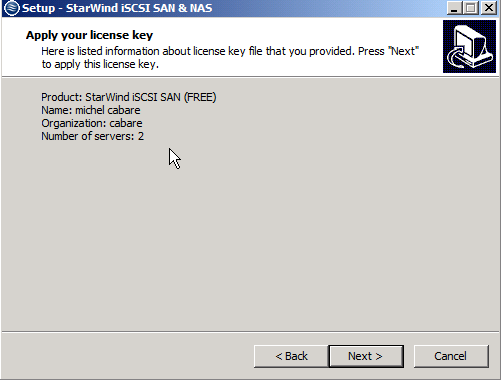 Setup - StarWind iSCSI SAN & NAS
Apply your license key
Here is listed information about license key file that you provided. Press "Next"
to apply this license key.
Product: StarWind iSCSI SAN (FREE)
Name: michel cabare
Organization: cabare
Number of servers: 2
< Back Next > Cancel